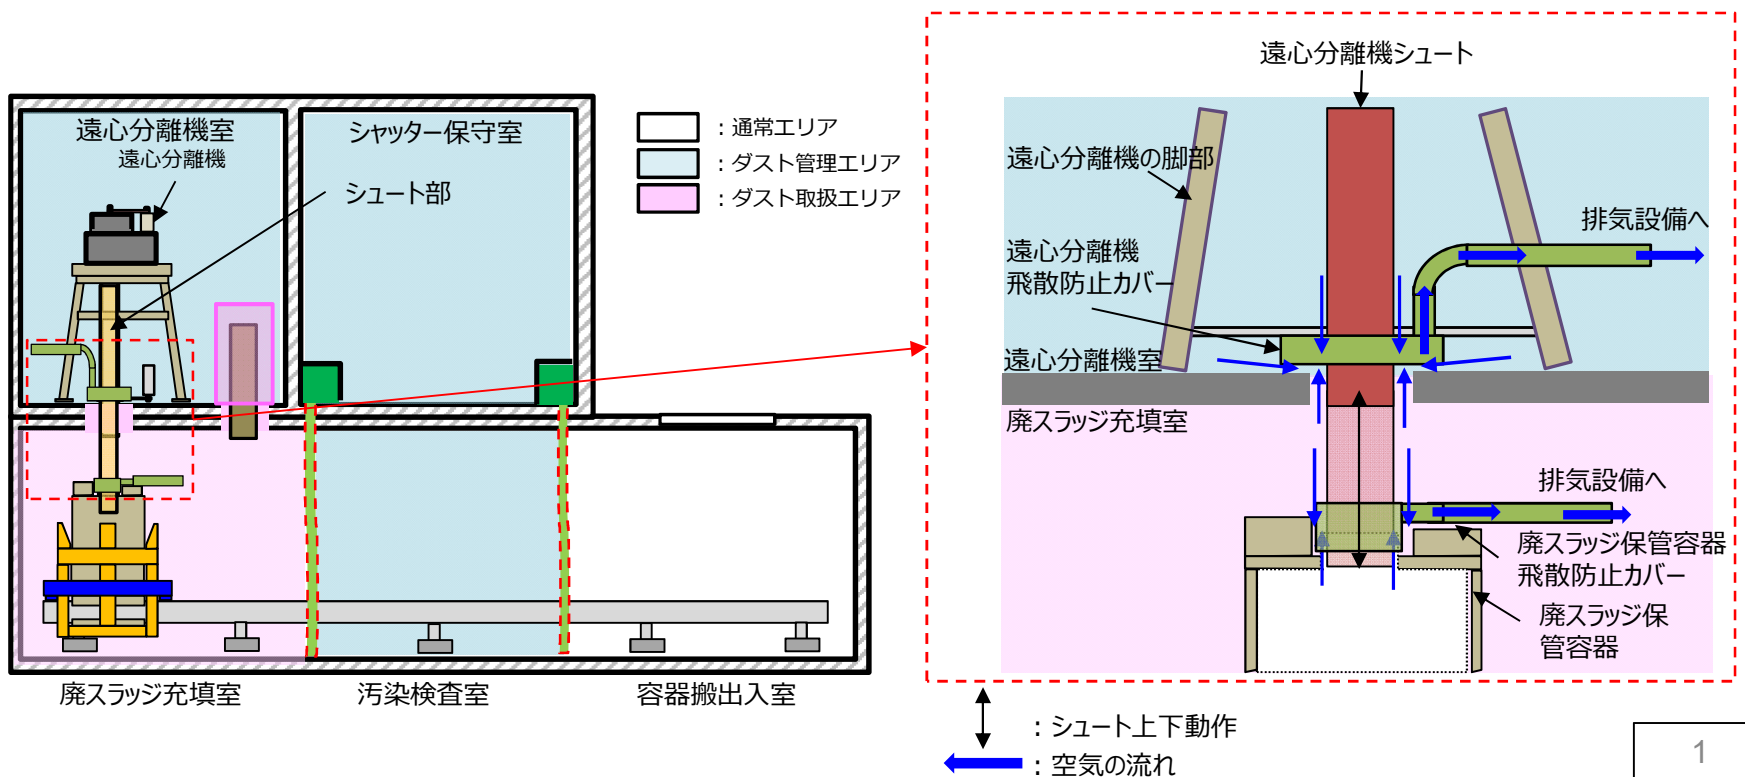 遠心分離機室
遠心分離機
シャッター保守室
シュート部
：通常エリア
：ダスト管理エリア
：ダスト取扱エリア
廃スラッジ充填室
汚染検査室
容器搬出入室
遠心分離機シュート
遠心分離機の脚部
排気設備へ
遠心分離機
飛散防止カバー
遠心分離機室
廃スラッジ充填室
排気設備へ
廃スラッジ保管容器
飛散防止カバー
廃スラッジ保
管容器
：シュート上下動作
：空気の流れ
1